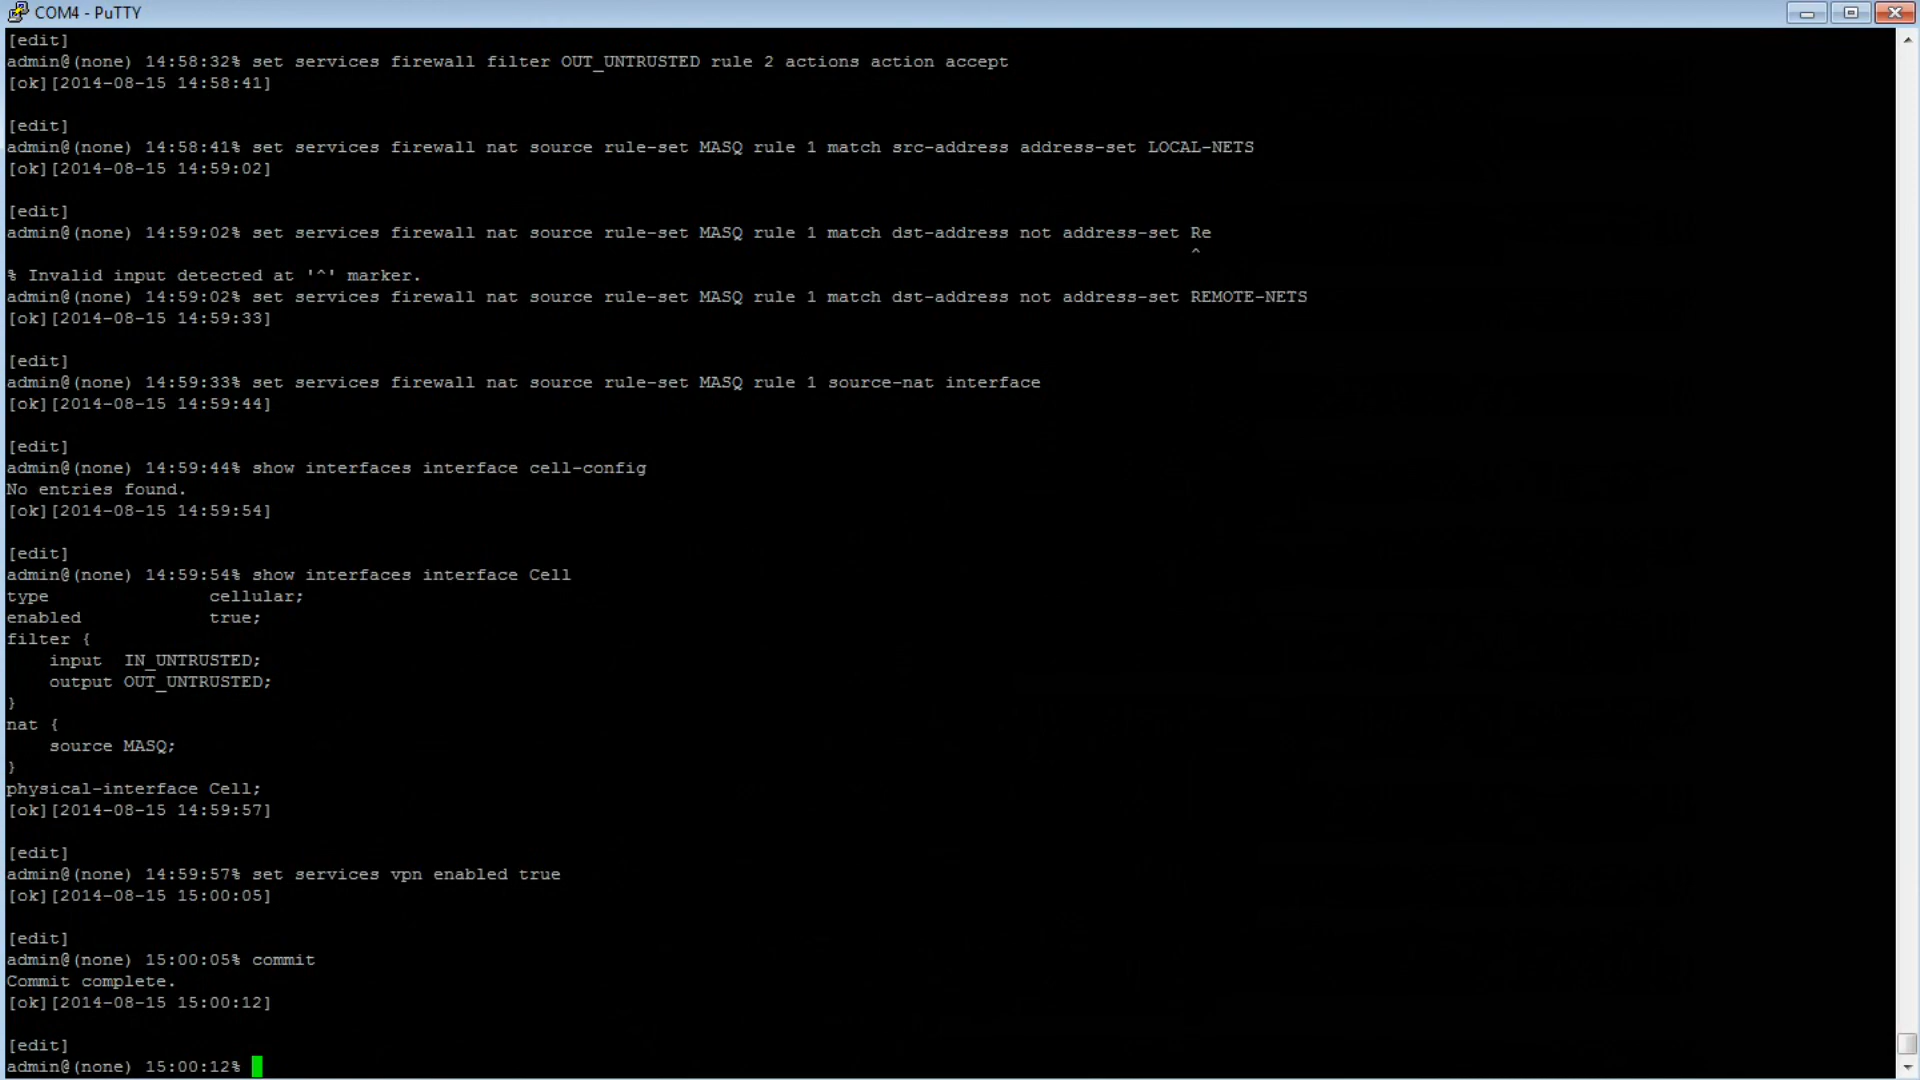 COM4 - PuTTY
[edit]
admin@(none) 14:58:32% set services firewall filter OUT_UNTRUSTED rule 2 actions action accept
[ok][2014-08-15 14:58:41]
[edit]
admin@(none) 14:58:41% set services firewall nat source rule-set MASQ rule 1 match src-address address-set LOCAL-NETS
[ok][2014-08-15 14:59:02]
[edit]
admin@(none) 14:59:02% set services firewall nat source rule-set MASQ rule 1 match dst-address not address-set Re
^
% Invalid input detected at '^' marker.
admin@(none) 14:59:02% set services firewall nat source rule-set MASQ rule 1 match dst-address not address-set REMOTE-NETS
[ok][2014-08-15 14:59:33]
[edit]
admin@(none) 14:59:33% set services firewall nat source rule-set MASQ rule 1 source-nat interface
[ok][2014-08-15 14:59:44]
[edit]
admin@(none) 14:59:44% show interfaces interface cell-config
No entries found.
[ok][2014-08-15 14:59:54]
[edit]
admin@(none) 14:59:54% show interfaces interface Cell
type cellular;
enabled true;
filter {
input IN_UNTRUSTED;
output OUT_UNTRUSTED;
}
nat {
source MASQ;
}
physical-interface Cell;
[ok][2014-08-15 14:59:57]
[edit]
admin@(none) 14:59:57% set services vpn enabled true
[ok][2014-08-15 15:00:05]
[edit]
admin@(none) 15:00:05% commit
Commit complete.
[ok][2014-08-15 15:00:12]
[edit]
admin@(none) 15:00:12%